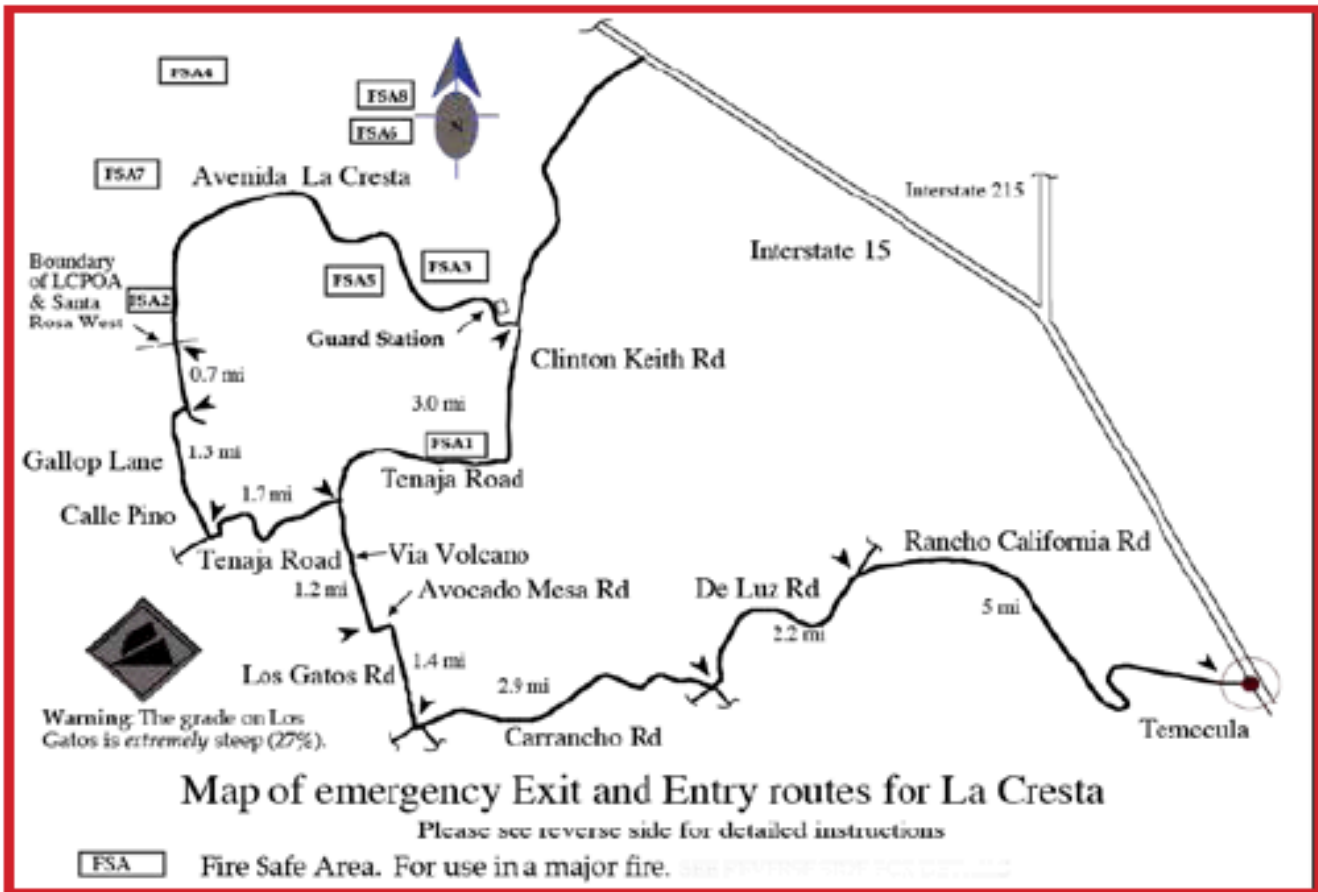 FSA4
FSA8
N
FSA6
FSA7
Avenida La Cresta
Interstate 215
Interstate 15
Boundary
of LCPOA
& Santa
Rosa West
FSA2
FSA5
FSA3
Guard Station
Clinton Keith Rd
0.7 mi
3.0 mi
FSA1
Gallop Lane
1.3 mi
Tenaja Road
1.7 mi
Calle Pino
Tenaja Road
Via Volcano
Rancho California Rd
1.2 mi
Avocado Mesa Rd
De Luz Rd
5 mi
2.2 mi
Los Gatos Rd
1.4 mi
2.9 mi
Carrancho Rd
Temecula
Warning: The grade on Los
Gatos is extremely steep (27%).
Map of emergency Exit and Entry routes for La Cresta
Please see reverse side for detailed instructions
FSA
Fire Safe Area. For use in a major fire.